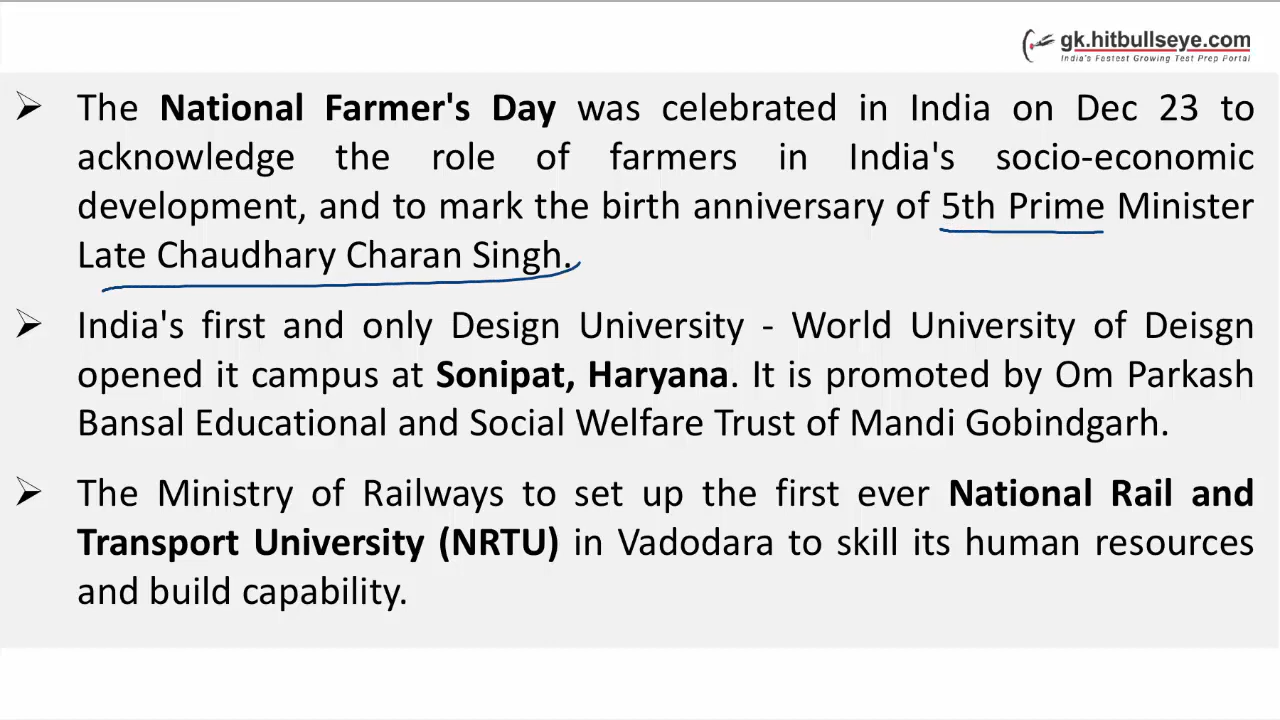 gk.hitbullseye.com
India's Fastest Growing Test Prep Portal
➢ The National Farmer's Day was celebrated in India on Dec 23 to
acknowledge the role of farmers in India's socio-economic
development, and to mark the birth anniversary of 5th Prime Minister
Late Chaudhary Charan Singh.
➢ India's first and only Design University - World University of Deisgn
opened it campus at Sonipat, Haryana. It is promoted by Om Parkash
Bansal Educational and Social Welfare Trust of Mandi Gobindgarh.
➢ The Ministry of Railways to set up the first ever National Rail and
Transport University (NRTU) in Vadodara to skill its human resources
and build capability.